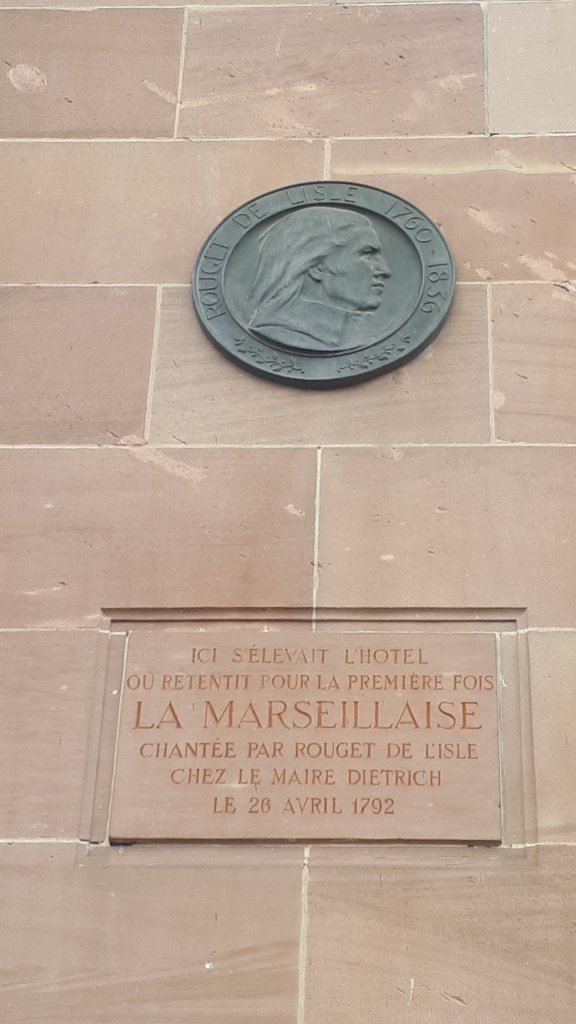 ROUGET DE LISLE 1760-1836
ICI S'ÉLEVAIT L'HOTEL
OÙ RETENTIT POUR LA PREMIÈRE FOIS
LA MARSEILLAISE
CHANTÉE PAR ROUGET DE L'ISLE
CHEZ LE MAIRE DIETRICH
LE 26 AVRIL 1792